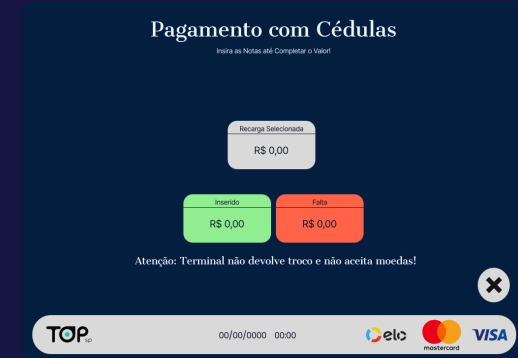 Pagamento com Cédulas
Insira as Notas até Completar o Valor!
Recarga Selecionada
R$ 0,00
Inserido
Falta
R$ 0,00
R$ 0,00
Atenção: Terminal não devolve troco e não aceita moedas!
TOP sp
00/00/0000 00:00
elo
mastercard
VISA